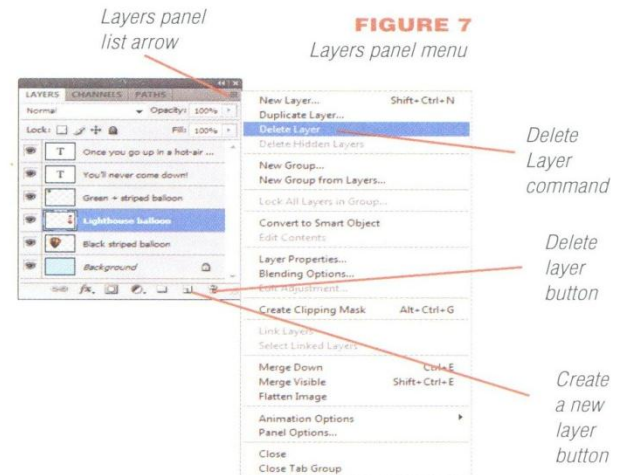 Layers panel
list arrow
FIGURE 7
Layers panel menu
LAYERS CHANNELS PATHS
Normal Opacity: 100%
Lock: Fill: 100%
T Once you go up in a hot-air ...
T You'll never come down!
Green + striped balloon
Lighthouse balloon
Black striped balloon
Background
fx.
New Layer... Shift+Ctrl+N
Duplicate Layer...
Delete Layer
Delete Hidden Layers
New Group...
New Group from Layers...
Lock All Layers in Group...
Convert to Smart Object
Edit Contents
Layer Properties...
Blending Options...
Edit Adjustment...
Create Clipping Mask Alt+Ctrl+G
Link Layers
Select Linked Layers
Merge Down Ctrl+E
Merge Visible Shift+Ctrl+E
Flatten Image
Animation Options
Panel Options...
Close
Close Tab Group
Delete
Layer
command
Delete
layer
button
Create
a new
layer
button